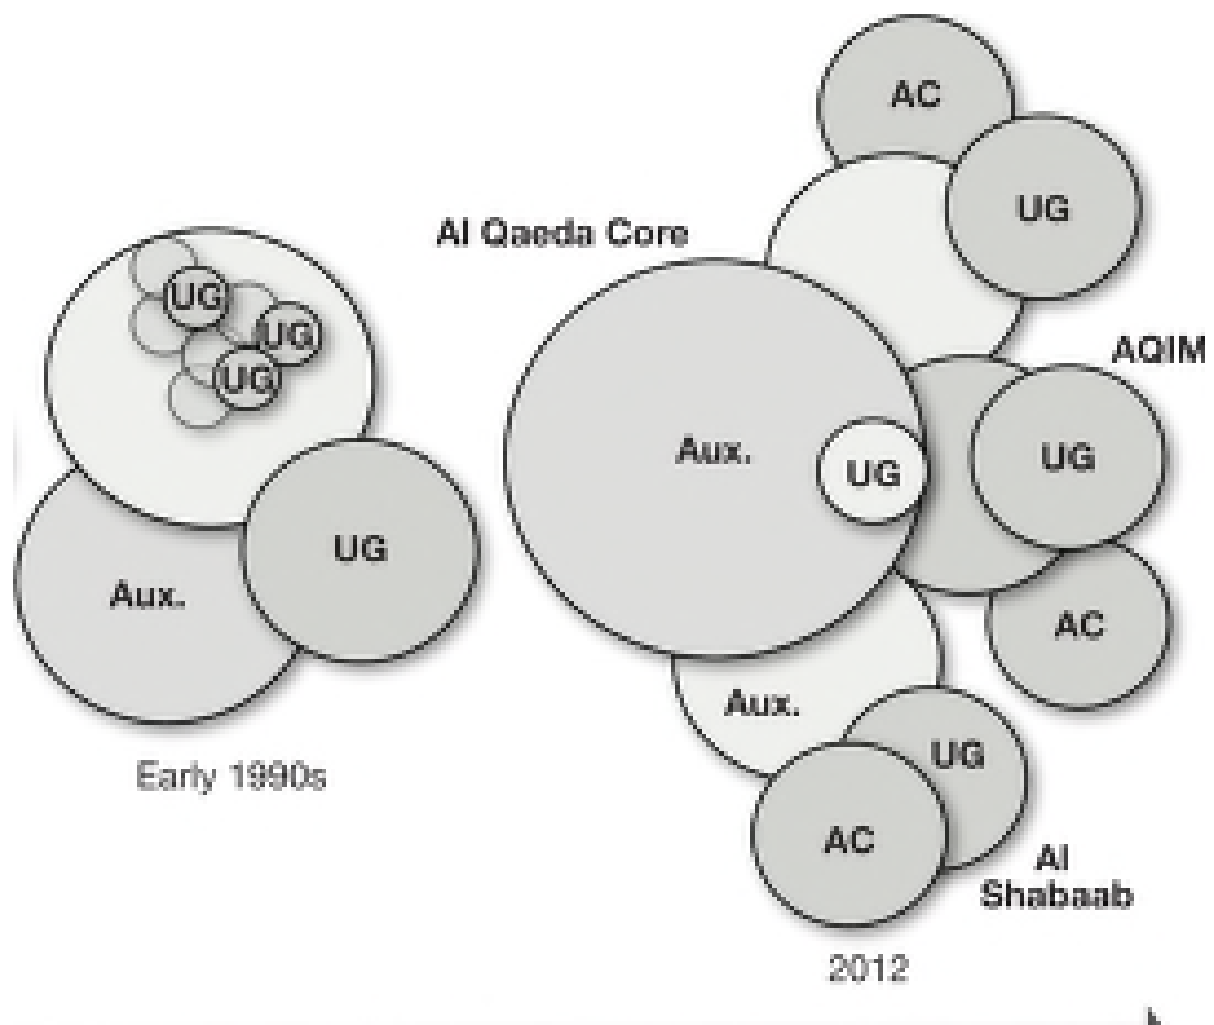 UG
UG
UG
UG
Aux.
Early 1990s
Al Qaeda Core
AC
UG
AQIM
Aux.
UG
UG
AC
Aux.
UG
AC
Al
Shabaab
2012